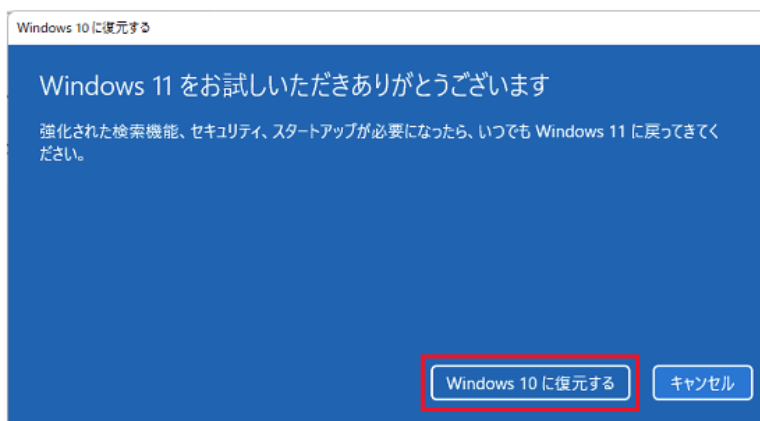 Windows 10 に復元する
Windows 11 をお試しいただきありがとうございます
強化された検索機能、セキュリティ、スタートアップが必要になったら、いつでも Windows 11 に戻ってきてく
ださい。
Windows 10 に復元する
キャンセル